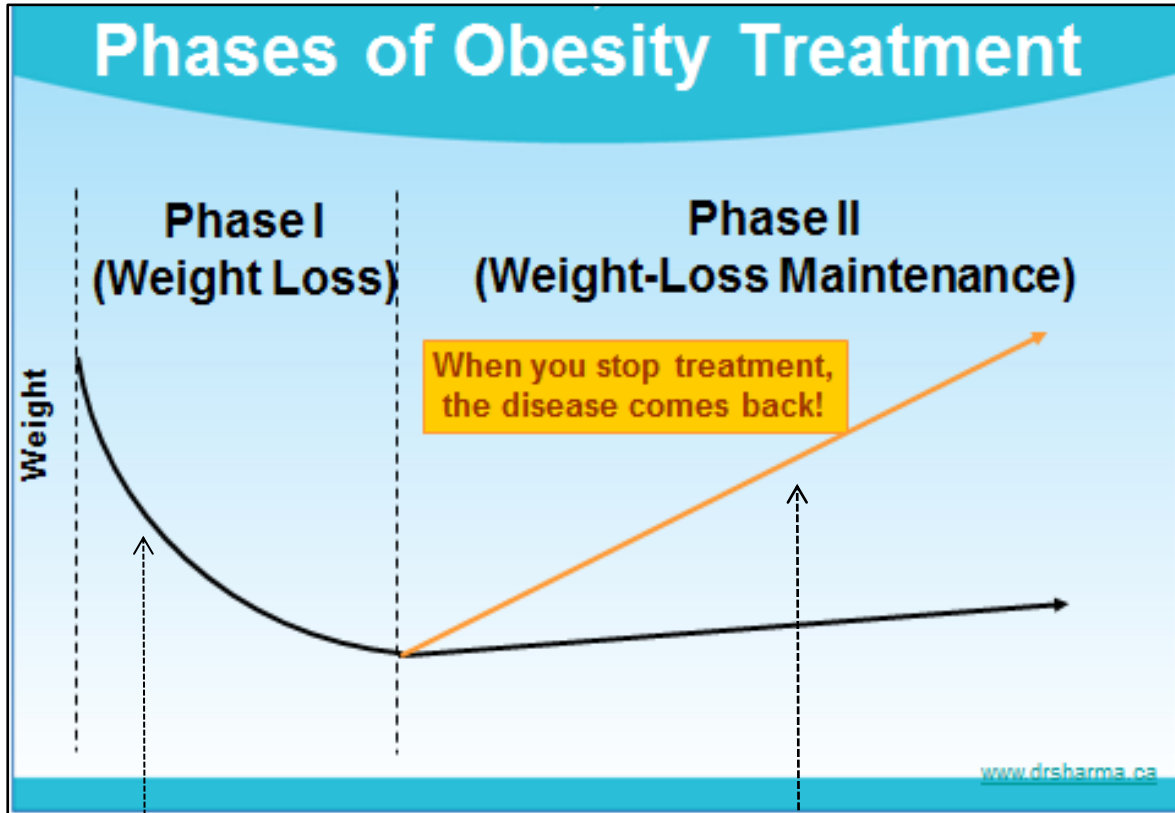 Phases of Obesity Treatment
Phase I
(Weight Loss)
Phase II
(Weight-Loss Maintenance)
Weight
When you stop treatment,
the disease comes back!
www.drsharma.ca